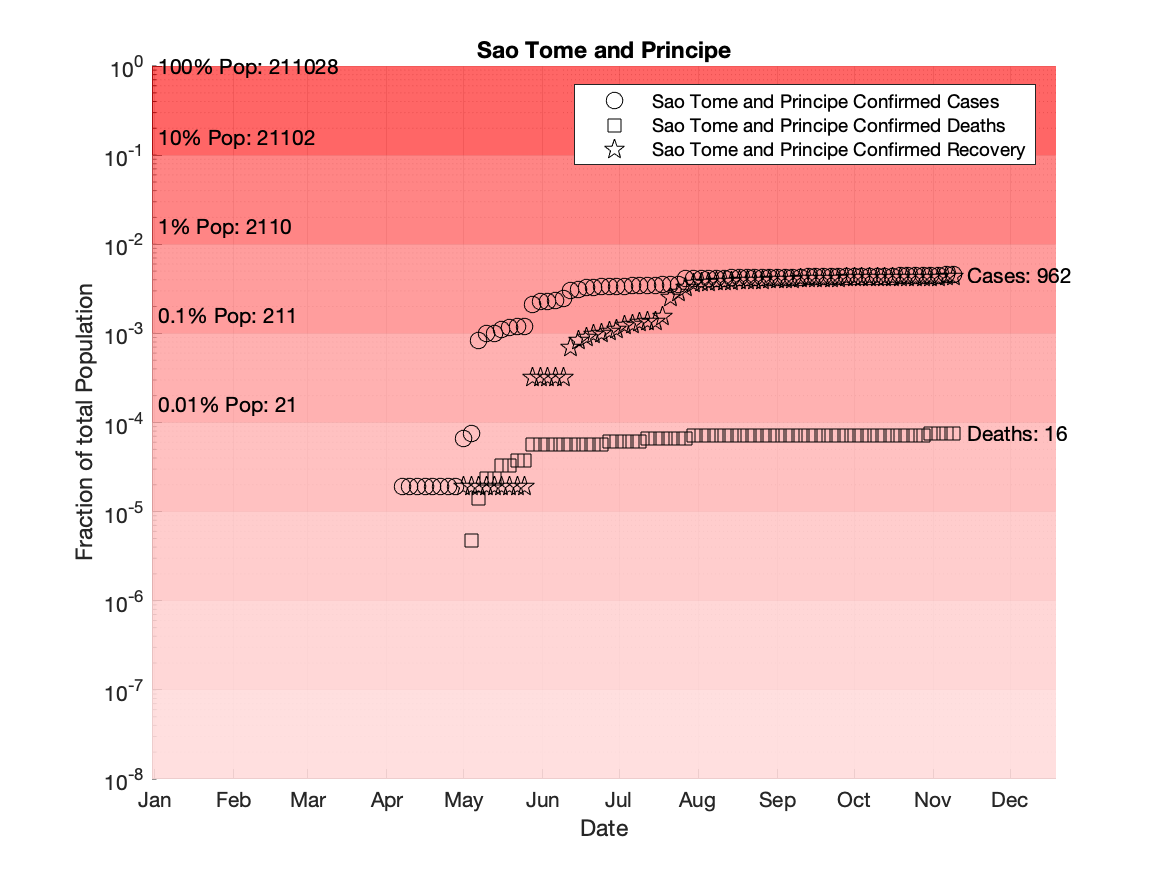 Sao Tome and Principe
10^0
100% Pop: 211028
Sao Tome and Principe Confirmed Cases
Sao Tome and Principe Confirmed Deaths
Sao Tome and Principe Confirmed Recovery
10% Pop: 21102
10^-1
1% Pop: 2110
10^-2
Cases: 962
0.1% Pop: 211
10^-3
0.01% Pop: 21
10^-4
Deaths: 16
10^-5
10^-6
10^-7
10^-8
Fraction of total Population
Jan Feb Mar Apr May Jun Jul Aug Sep Oct Nov Dec
Date